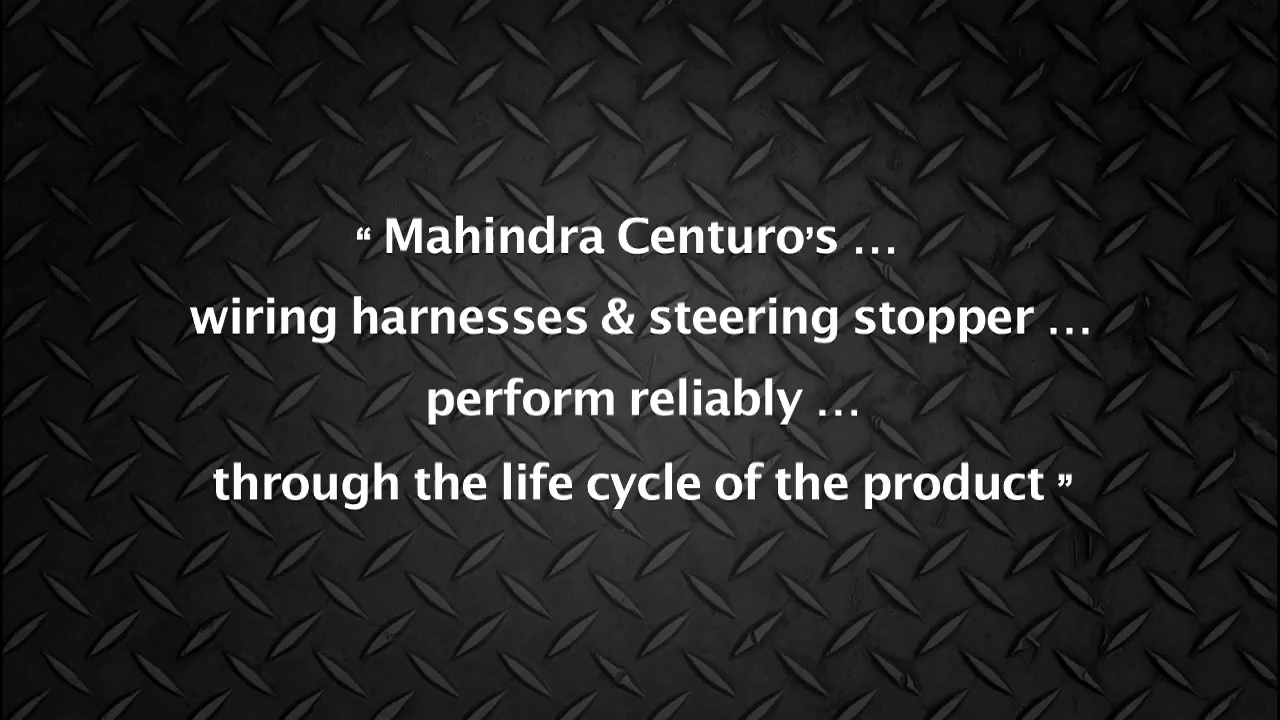 “ Mahindra Centuro’s ...
wiring harnesses & steering stopper ...
perform reliably ...
through the life cycle of the product ”